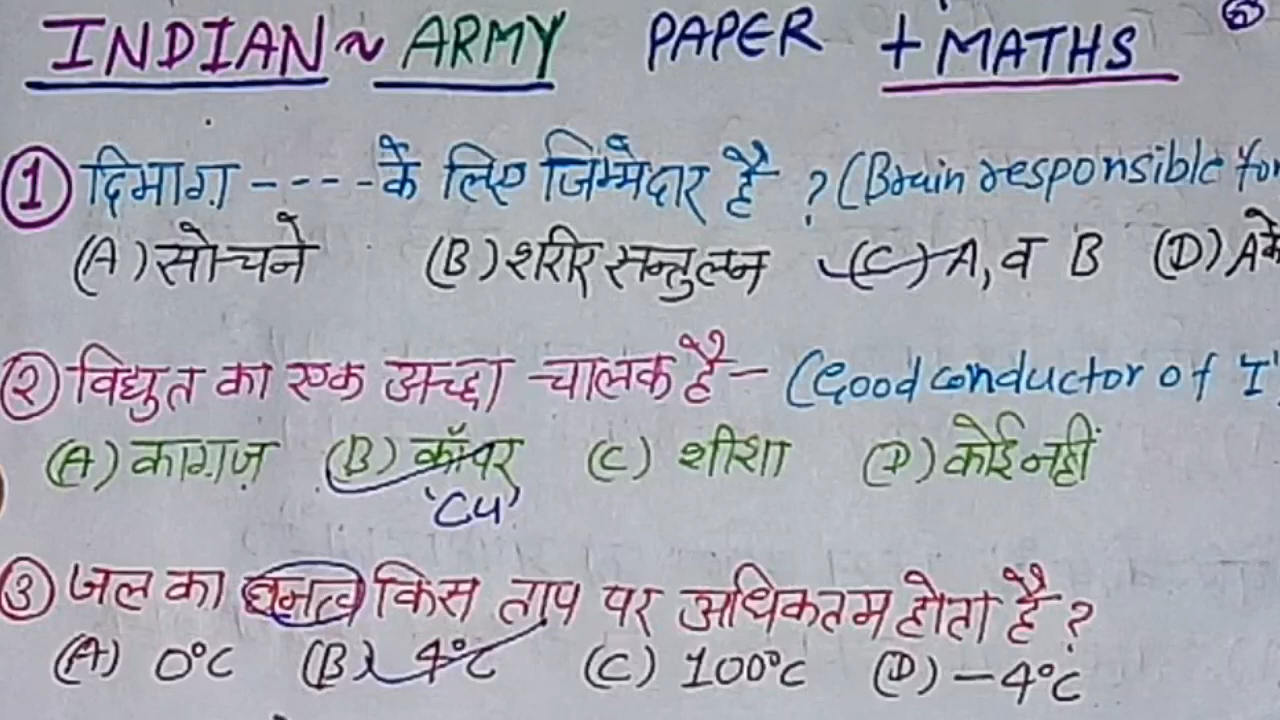 INDIAN ~ ARMY PAPER + MATHS
① दिमाग़ ---- के लिए जिम्मेदार है ? (Brain responsible for
(A) सोचने (B) शरीर सन्तुलन (C) A, व B (D) A के
② विद्युत का एक अच्छा चालक है - (Good conductor of I
(A) काग़ज़ (B) कॉपर (C) शीशा (D) कोई नहीं
'Cu'
③ जल का घनत्व किस ताप पर अधिकतम होता है ?
(A) 0°C (B) 4°C (C) 100°C (D) -4°C